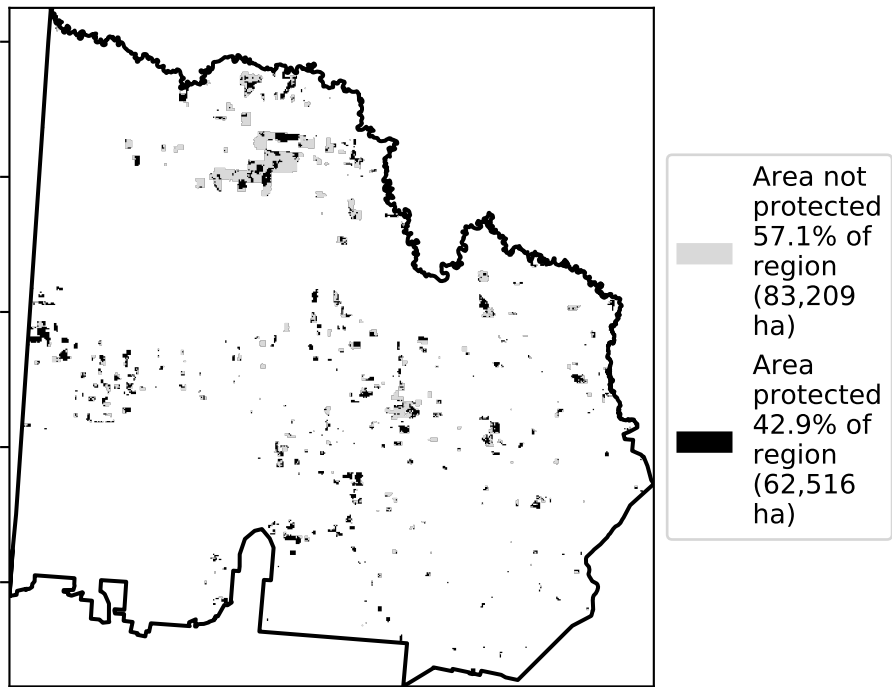 Area not
protected
57.1% of
region
(83,209
ha)
Area
protected
42.9% of
region
(62,516
ha)